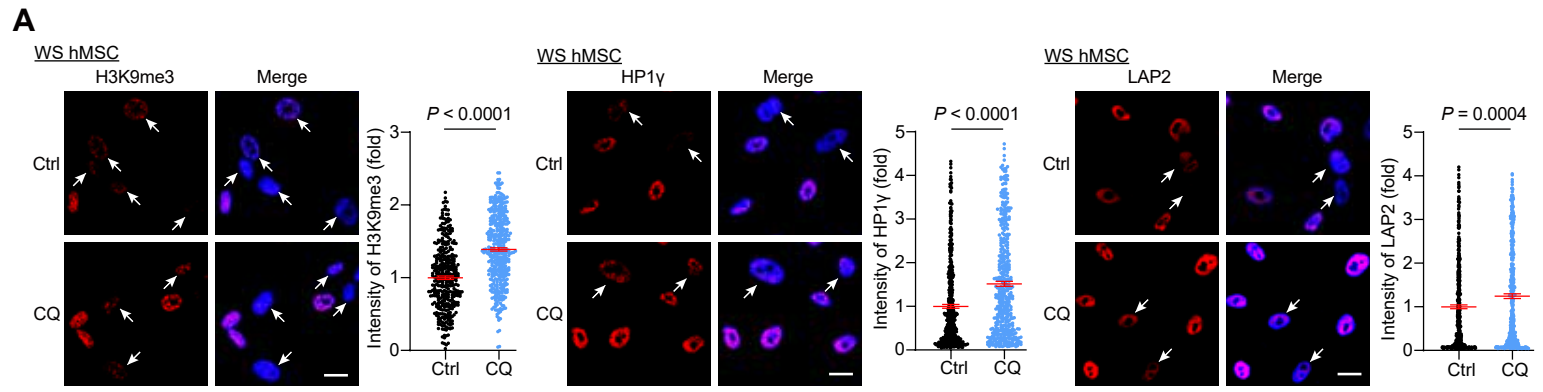 A
WS hMSC
H3K9me3 Merge
Ctrl
CQ
Intensity of H3K9me3 (fold)
P < 0.0001
3
2
1
0
Ctrl CQ
WS hMSC
HP1γ Merge
Ctrl
CQ
Intensity of HP1γ (fold)
P < 0.0001
5
4
3
2
1
0
Ctrl CQ
WS hMSC
LAP2 Merge
Ctrl
CQ
Intensity of LAP2 (fold)
P = 0.0004
5
4
3
2
1
0
Ctrl CQ